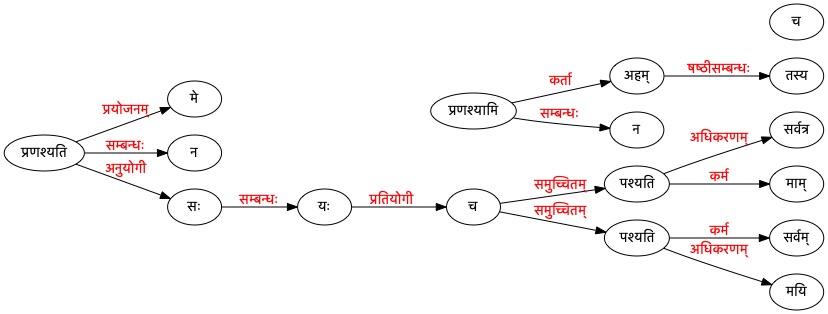 च
अहम्
तस्य
कर्ता
षष्ठीसम्बन्धः
मे
प्रणश्यामि
प्रयोजनम्
सम्बन्धः
न
सर्वत्र
अधिकरणम्
प्रणश्यति
सम्बन्धः
न
अनुयोगी
पश्यति
कर्म
माम्
समुच्चितम्
सः
सम्बन्धः
यः
प्रतियोगी
च
समुच्चितम्
पश्यति
कर्म
सर्वम्
अधिकरणम्
मयि